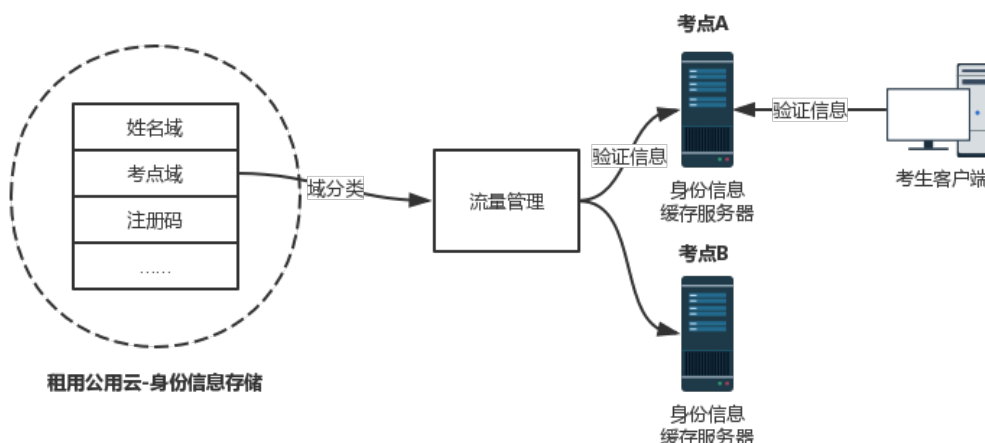 考点A
姓名域
考点域
注册码
……
域分类
流量管理
验证信息
验证信息
身份信息
缓存服务器
考生客户端
考点B
身份信息
缓存服务器
租用公用云-身份信息存储